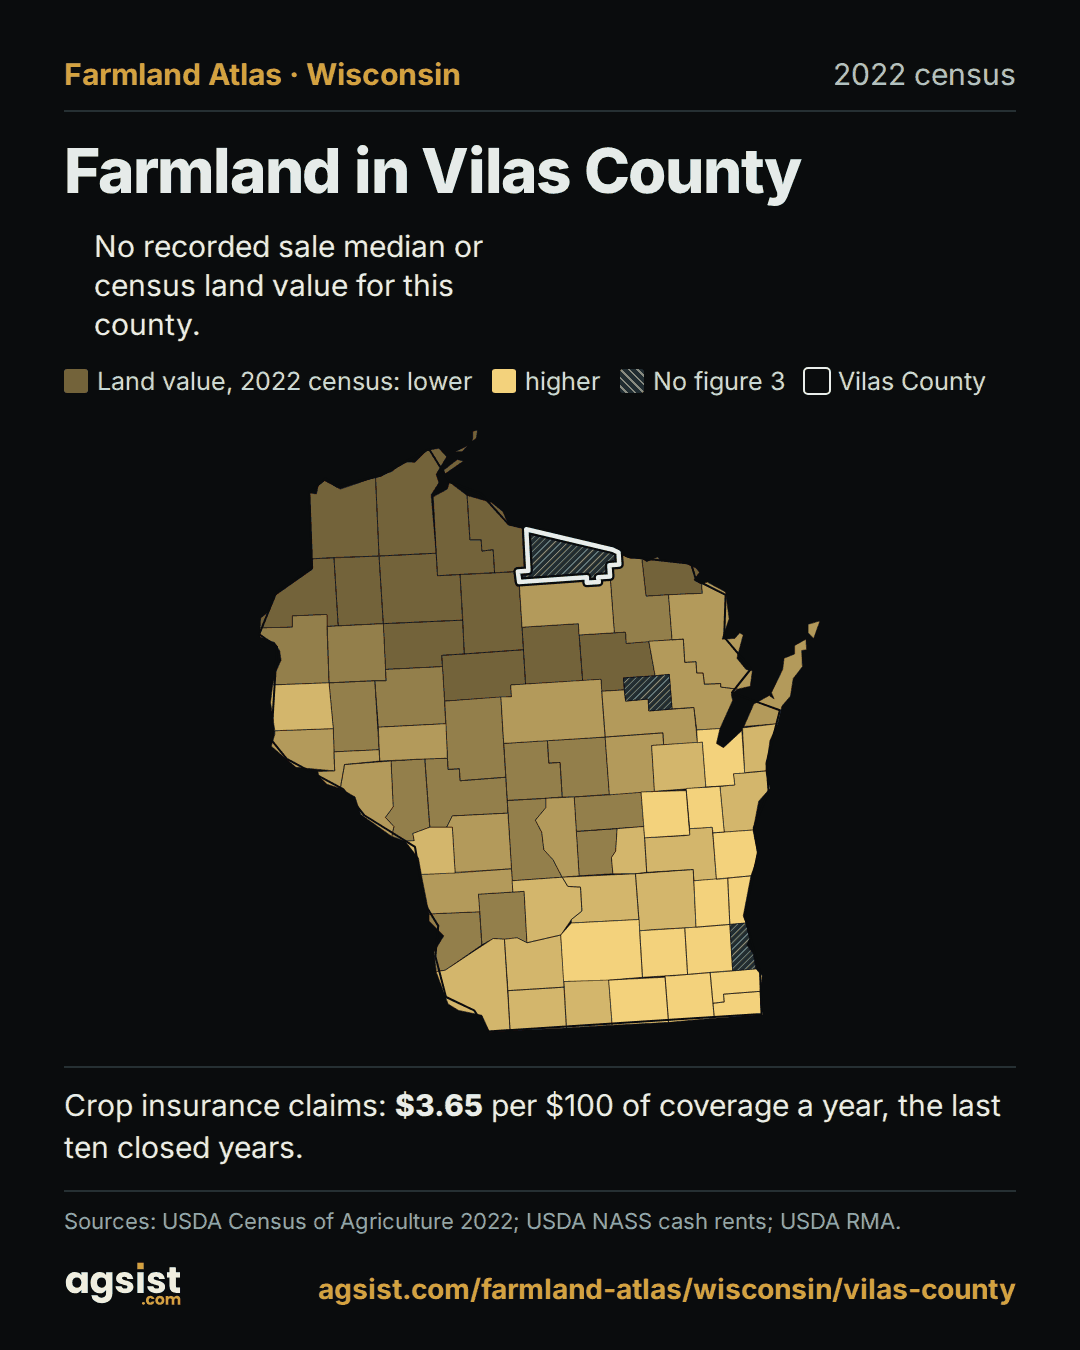 Farmland Atlas · Wisconsin
2022 census
Farmland in Vilas County
No recorded sale median or
census land value for this
county.
Land value, 2022 census: lower higher No figure 3 Vilas County
Crop insurance claims: $3.65 per $100 of coverage a year, the last
ten closed years.
Sources: USDA Census of Agriculture 2022; USDA NASS cash rents; USDA RMA.
agsist
.com
agsist.com/farmland-atlas/wisconsin/vilas-county